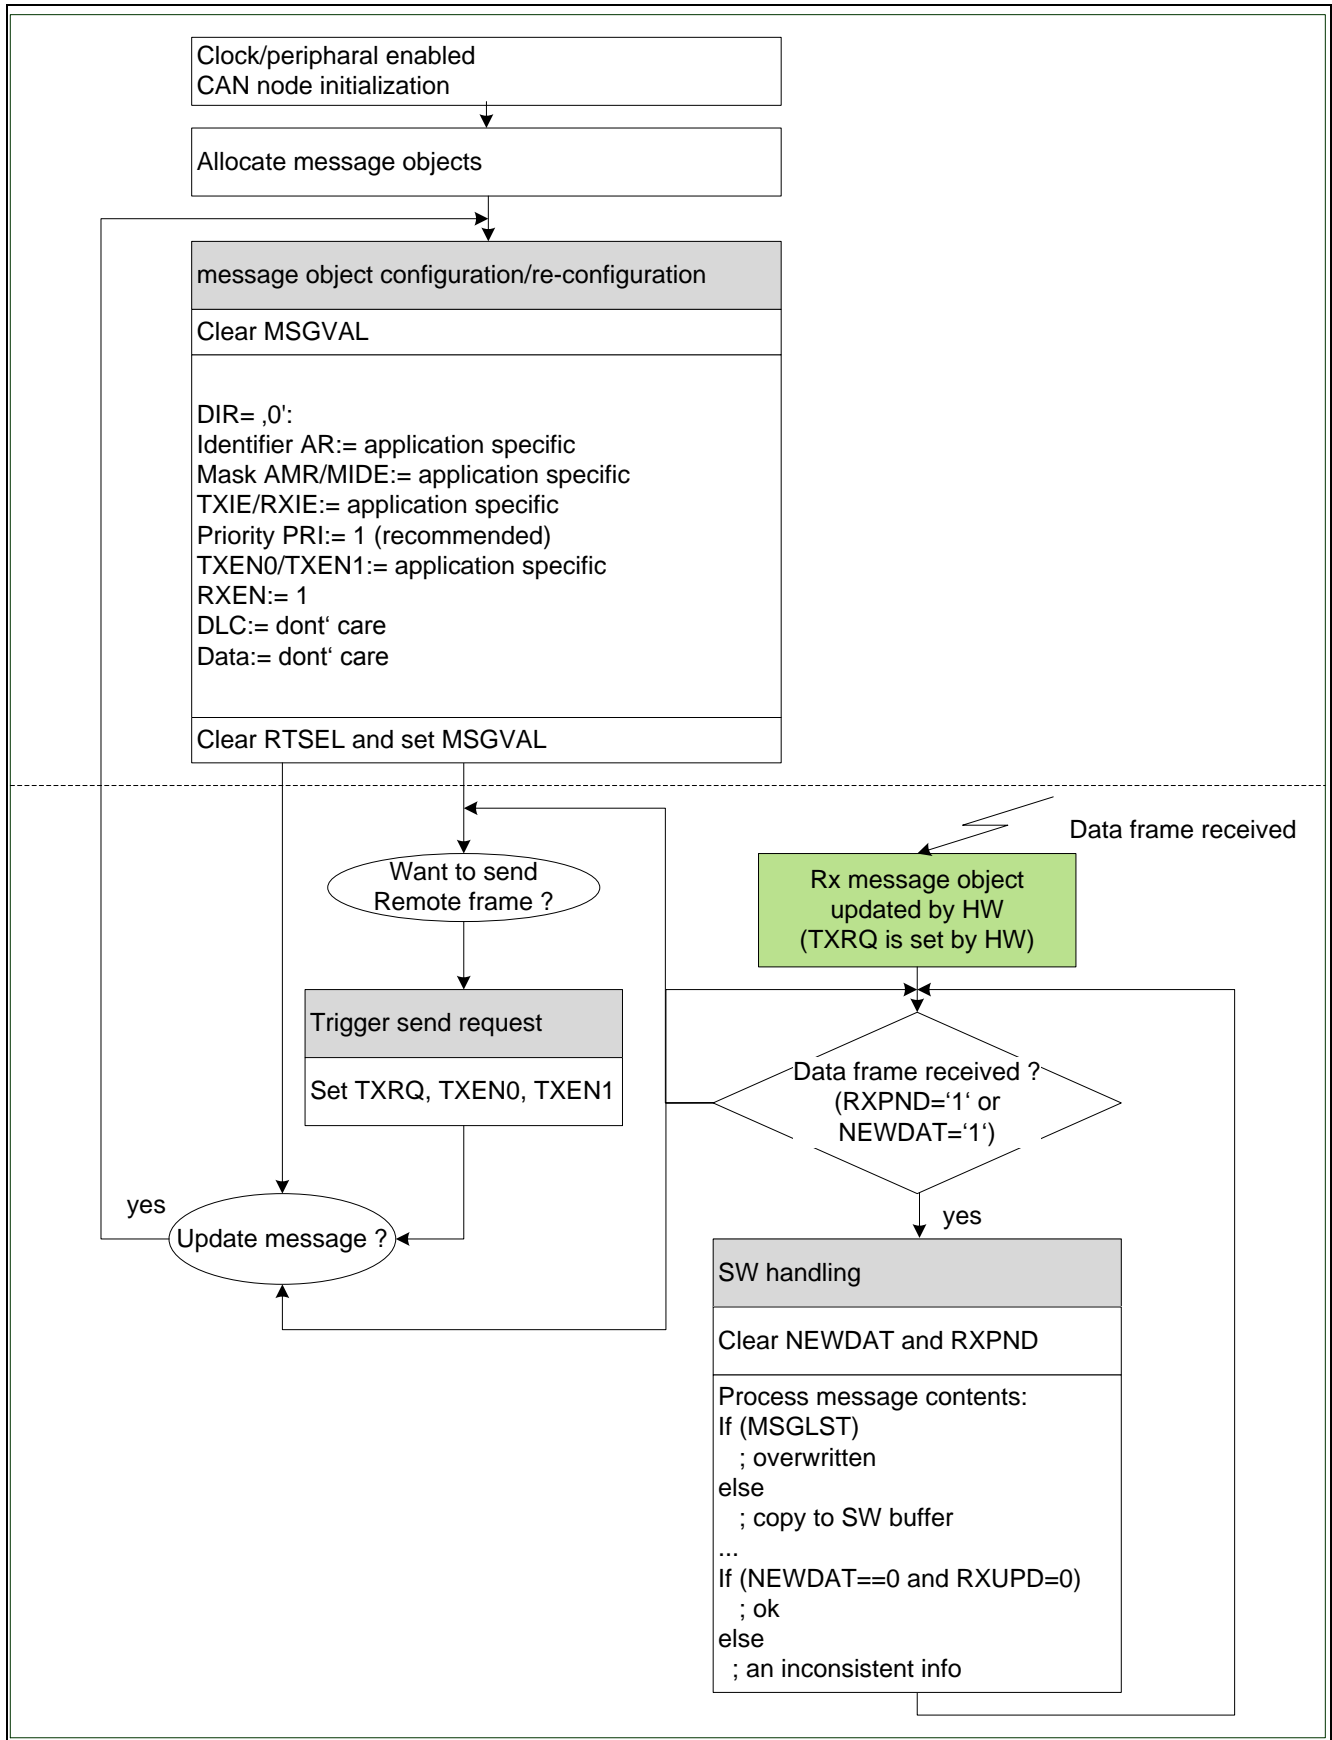 Clock/peripharal enabled
CAN node initialization
Allocate message objects
message object configuration/re-configuration
Clear MSGVAL
DIR= ‚0':
Identifier AR:= application specific
Mask AMR/MIDE:= application specific
TXIE/RXIE:= application specific
Priority PRI:= 1 (recommended)
TXEN0/TXEN1:= application specific
RXEN:= 1
DLC:= dont‘ care
Data:= dont‘ care
Clear RTSEL and set MSGVAL
Data frame received
Want to send
Remote frame ?
Rx message object
updated by HW
(TXRQ is set by HW)
Trigger send request
Set TXRQ, TXEN0, TXEN1
Data frame received ?
(RXPND=‘1‘ or
NEWDAT=‘1‘)
yes
Update message ?
yes
SW handling
Clear NEWDAT and RXPND
Process message contents:
If (MSGLST)
; overwritten
else
; copy to SW buffer
...
If (NEWDAT==0 and RXUPD=0)
; ok
else
; an inconsistent info